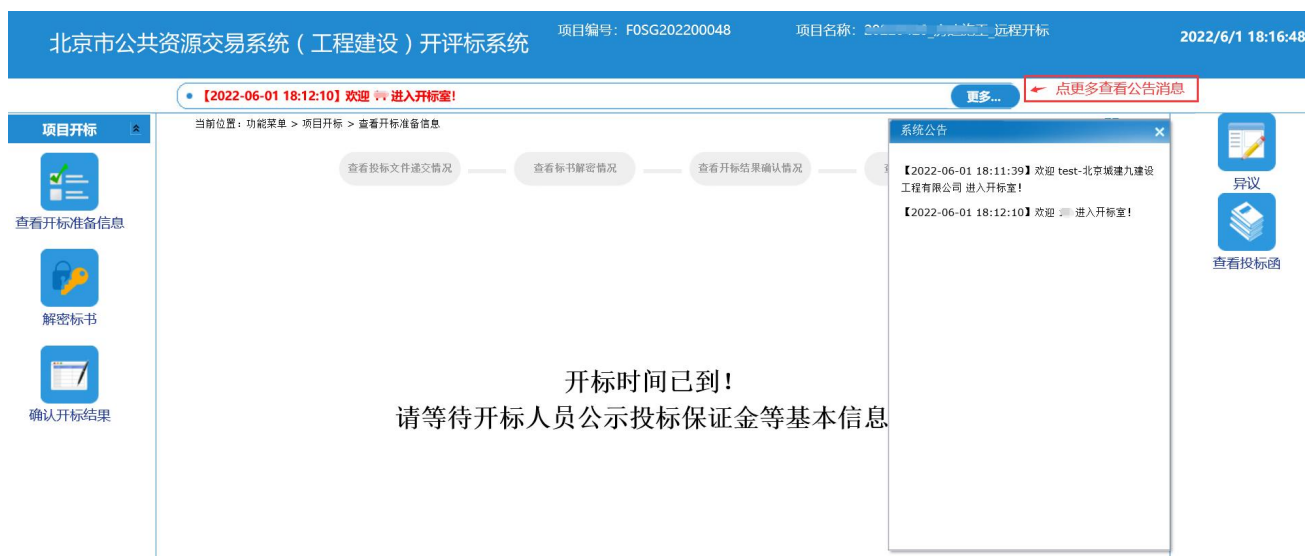 北京市公共资源交易系统（工程建设）开评标系统
项目编号：F0SG202200048
项目名称：
远程开标
2022/6/1 18:16:48
【2022-06-01 18:12:10】欢迎 进入开标室！
更多...
点更多查看公告消息
项目开标
当前位置：功能菜单 > 项目开标 > 查看开标准备信息
查看投标文件递交情况
查看标书解密情况
查看开标结果确认情况
系统公告
【2022-06-01 18:11:39】欢迎 test-北京城建九建设
工程有限公司 进入开标室！
【2022-06-01 18:12:10】欢迎 进入开标室！
查看开标准备信息
解密标书
确认开标结果
开标时间已到！
请等待开标人员公示投标保证金等基本信息
异议
查看投标函